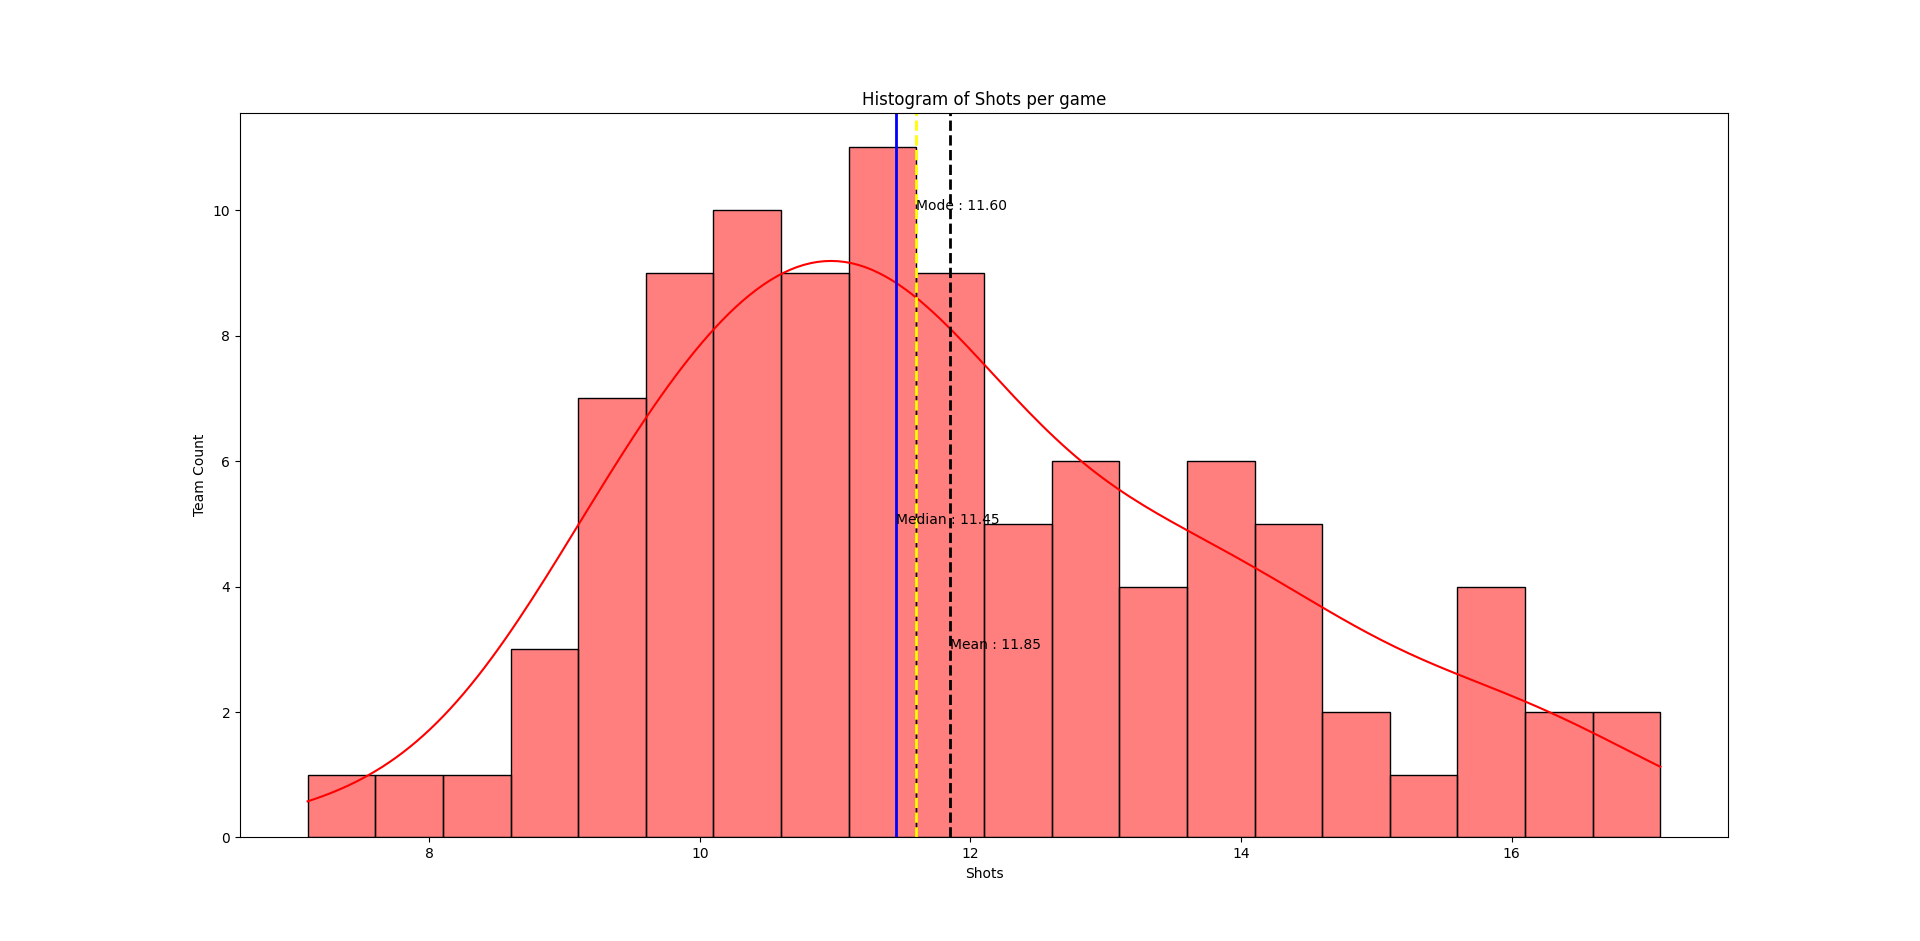 Histogram of Shots per game
Team Count
10
8
6
4
2
0
Mode : 11.60
Median : 11.45
Mean : 11.85
8 10 12 14 16
Shots